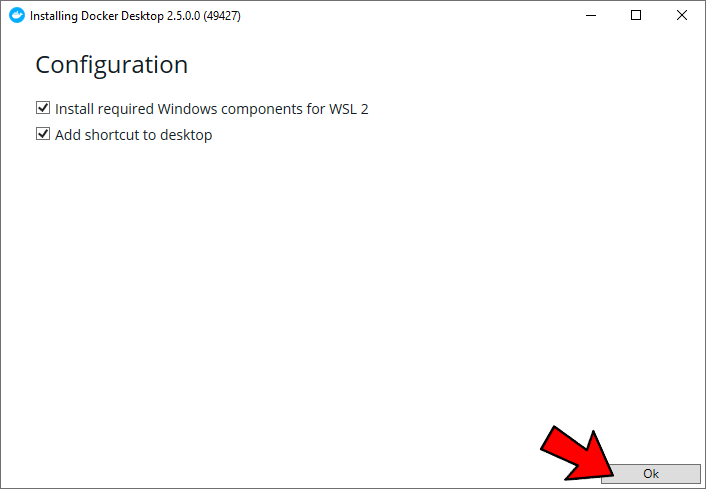 Installing Docker Desktop 2.5.0.0 (49427)
Configuration
Install required Windows components for WSL 2
Add shortcut to desktop
Ok